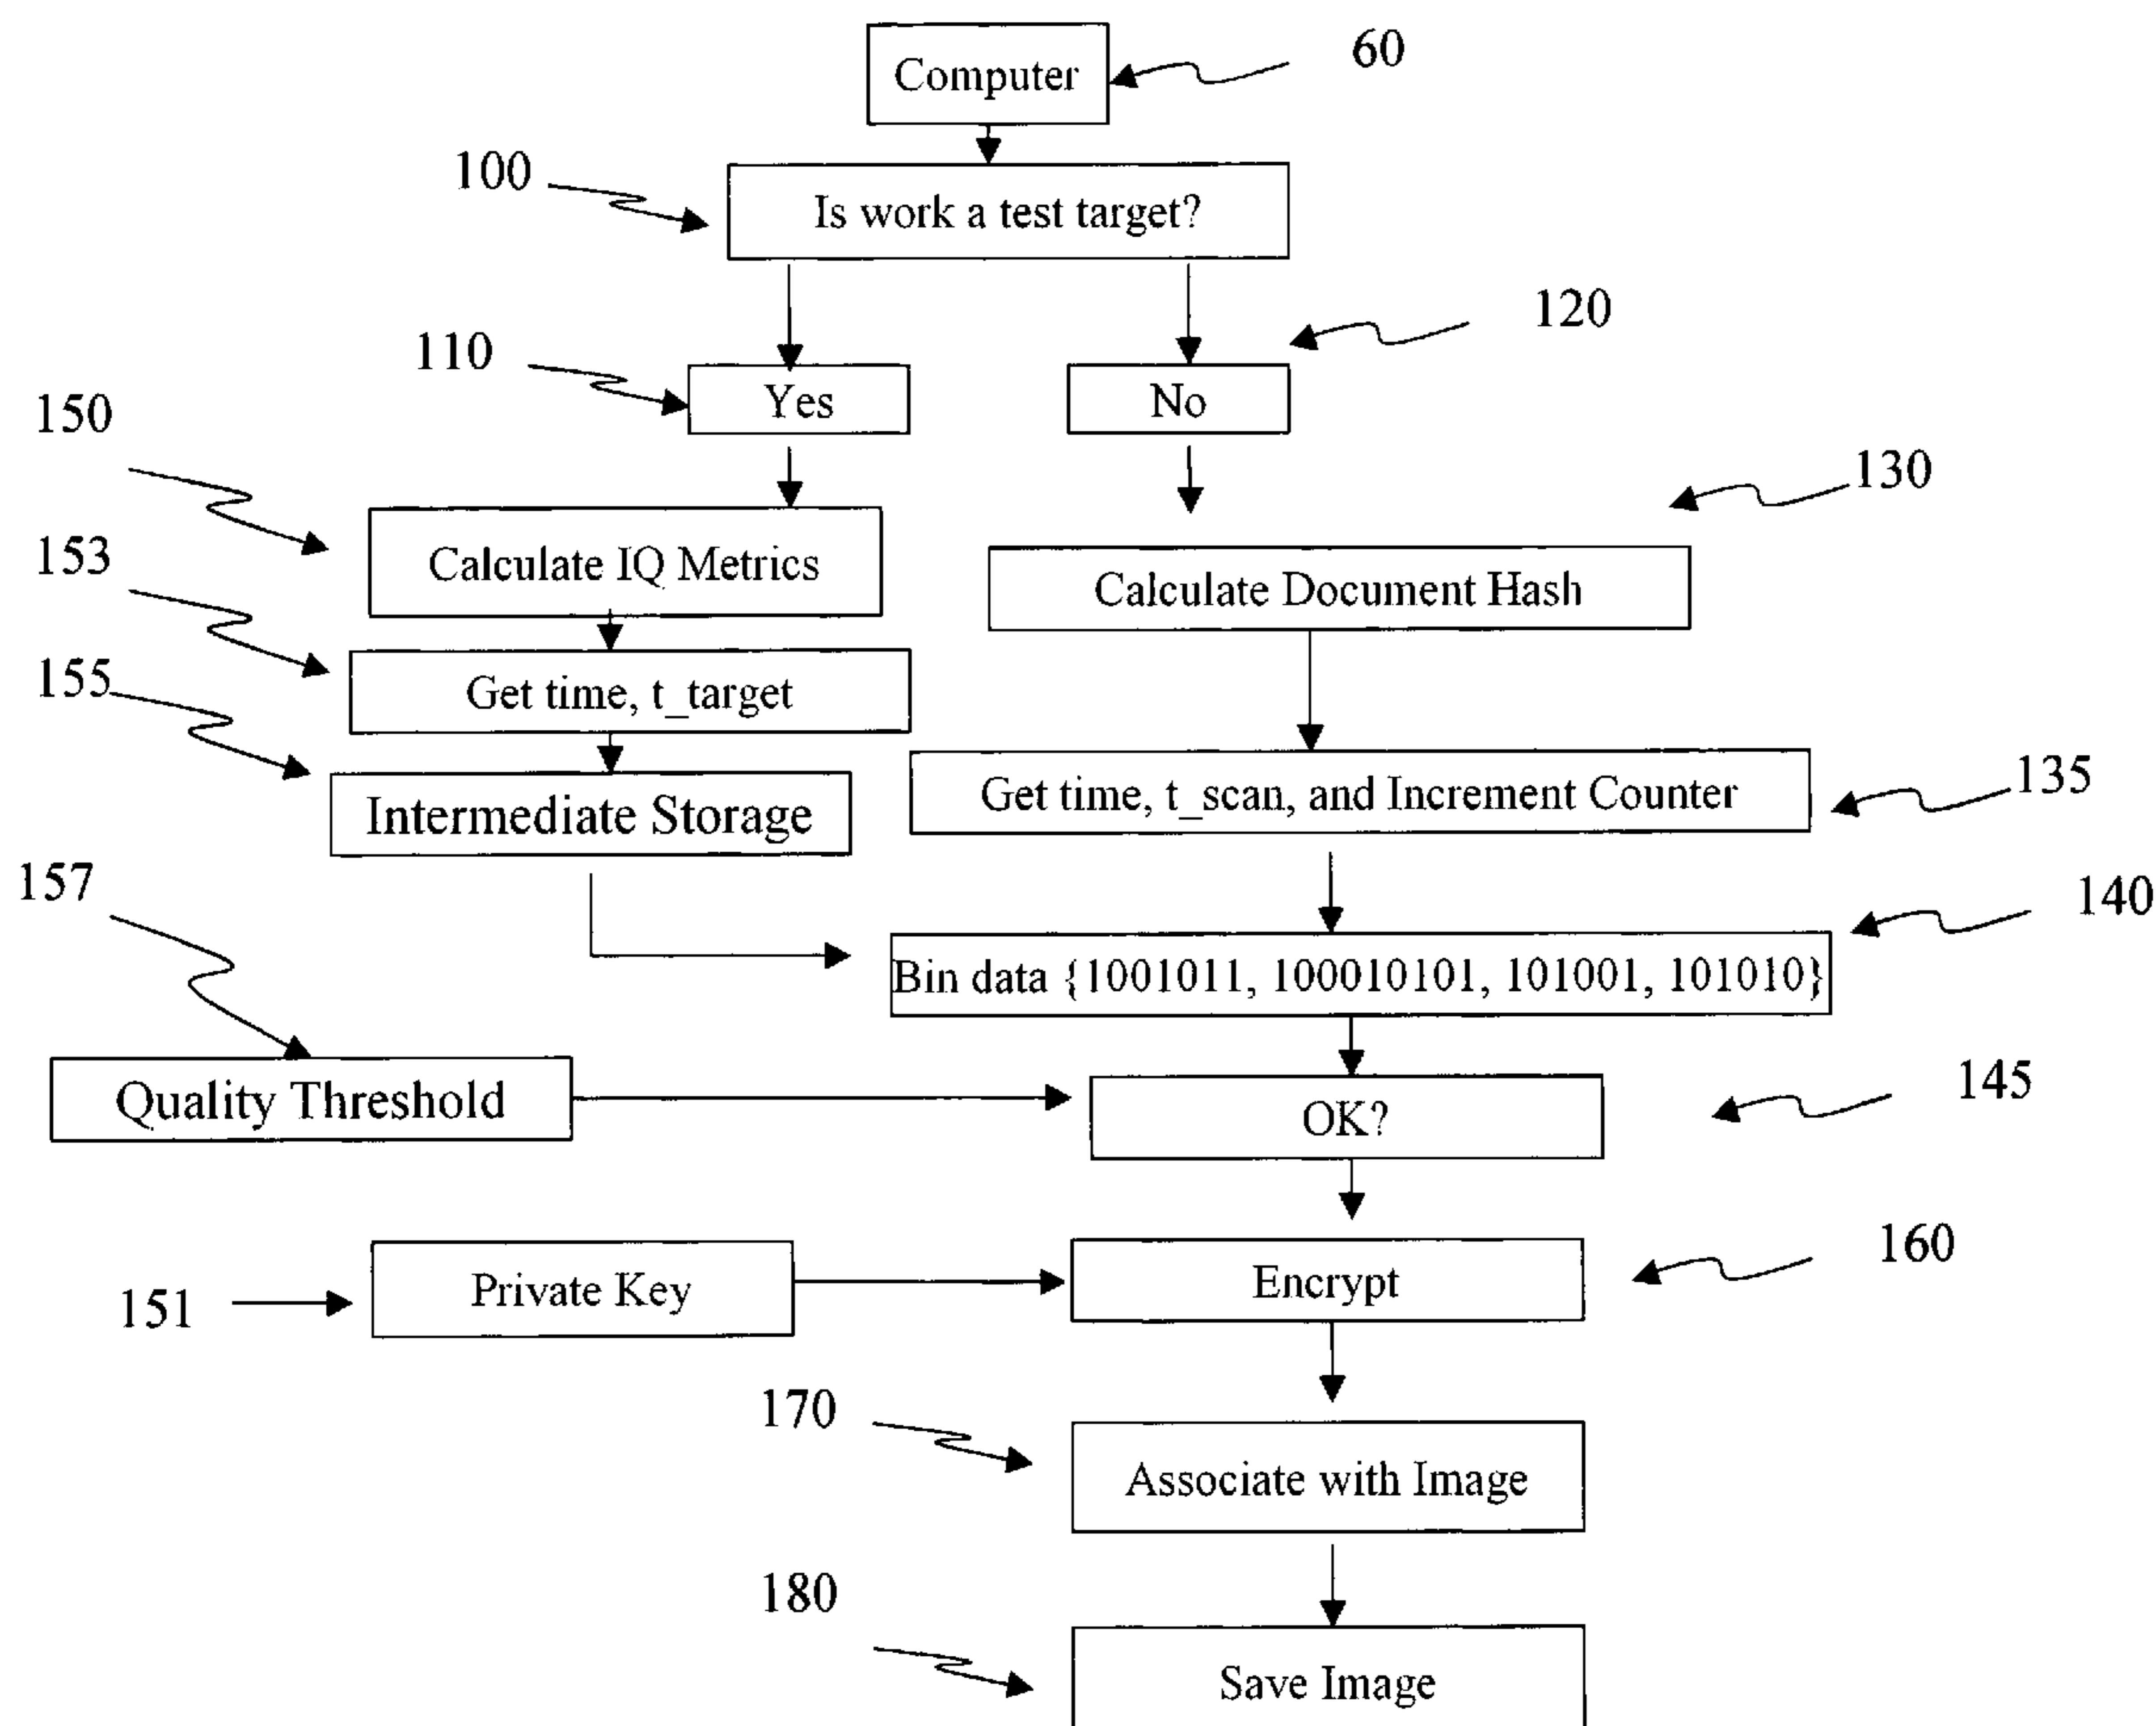 Computer
60
100
Is work a test target?
120
110
Yes
No
150
130
Calculate IQ Metrics
Calculate Document Hash
153
Get time, t_target
155
Get time, t_scan, and Increment Counter
135
Intermediate Storage
157
140
Bin data {1001011, 100010101, 101001, 101010}
Quality Threshold
OK?
145
160
151
Private Key
Encrypt
170
Associate with Image
180
Save Image